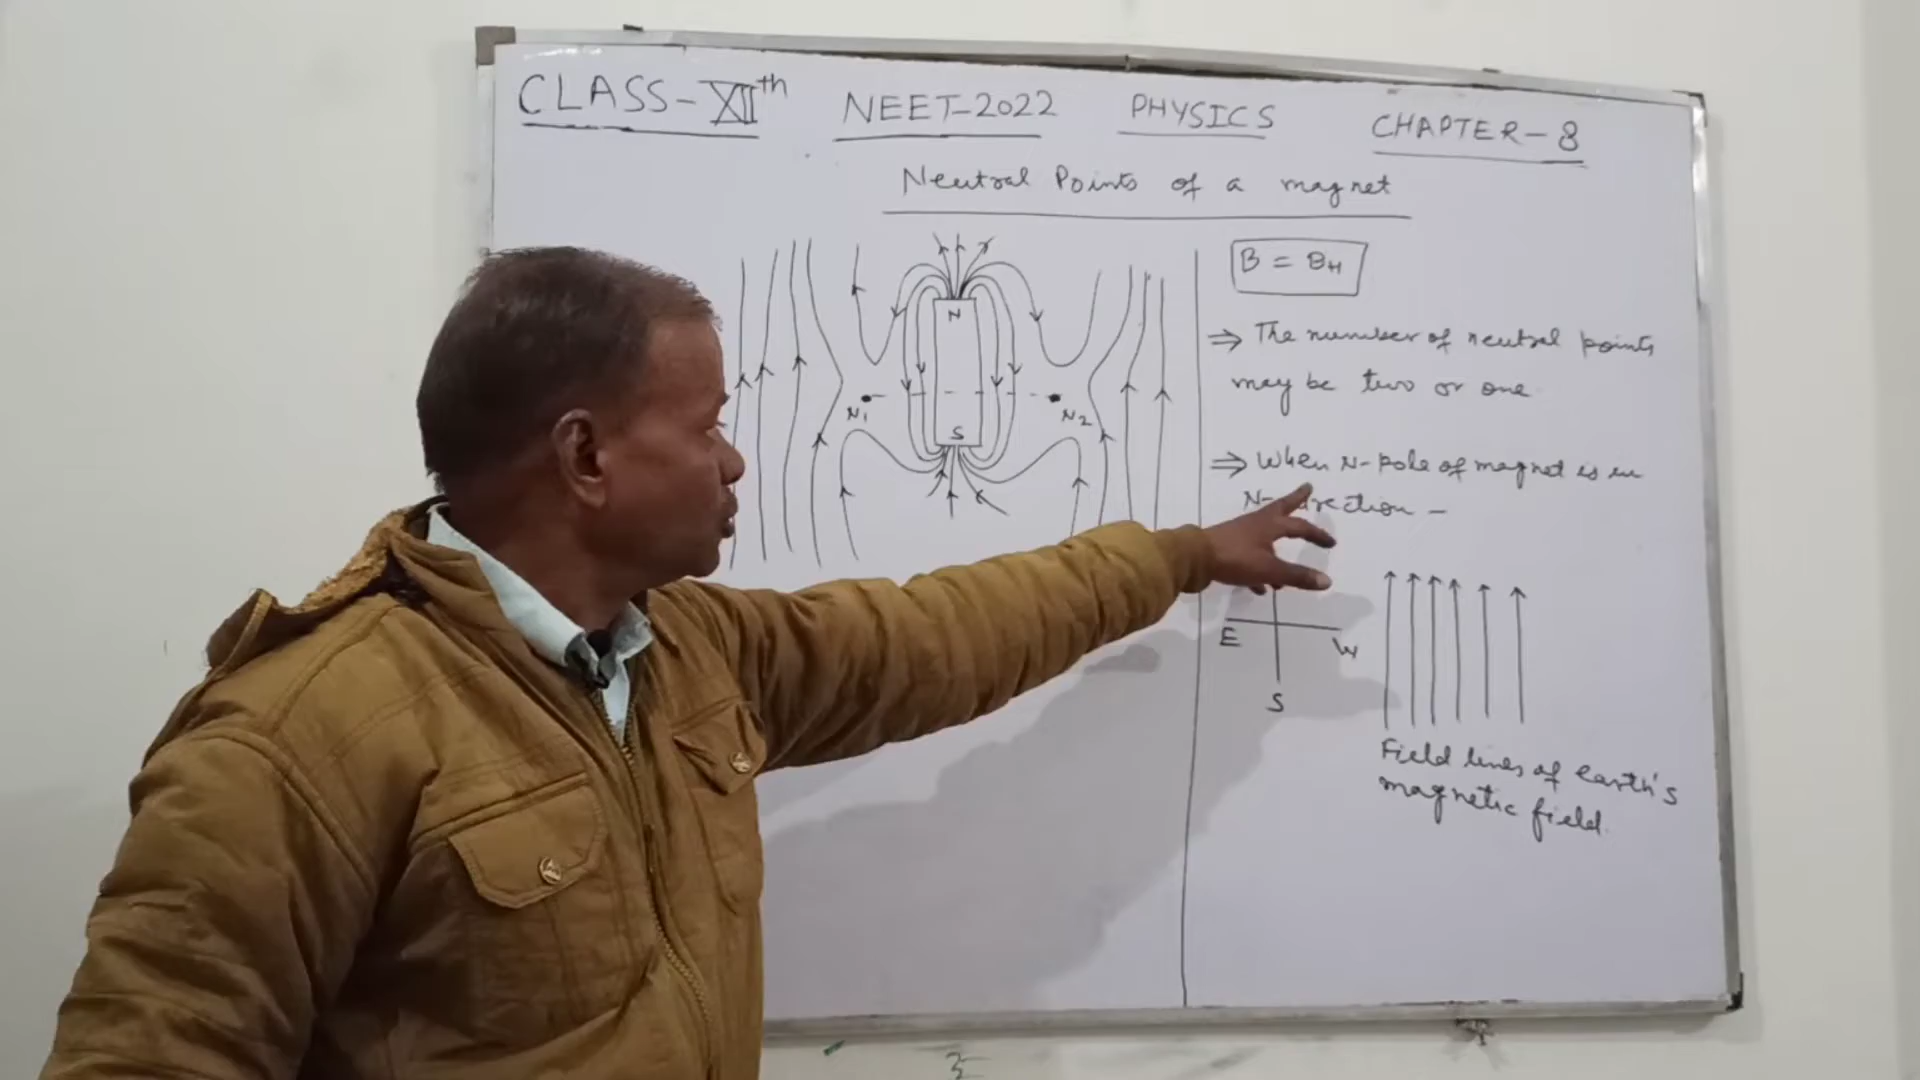 CLASS-XIIth NEET-2022 PHYSICS CHAPTER-8
Neutral Points of a magnet
N
S
N1
N2
B = BH
⇒ The number of neutral points
may be two or one.
⇒ When N-pole of magnet is in
N- direction -
E
W
S
Field lines of earth's
magnetic field.